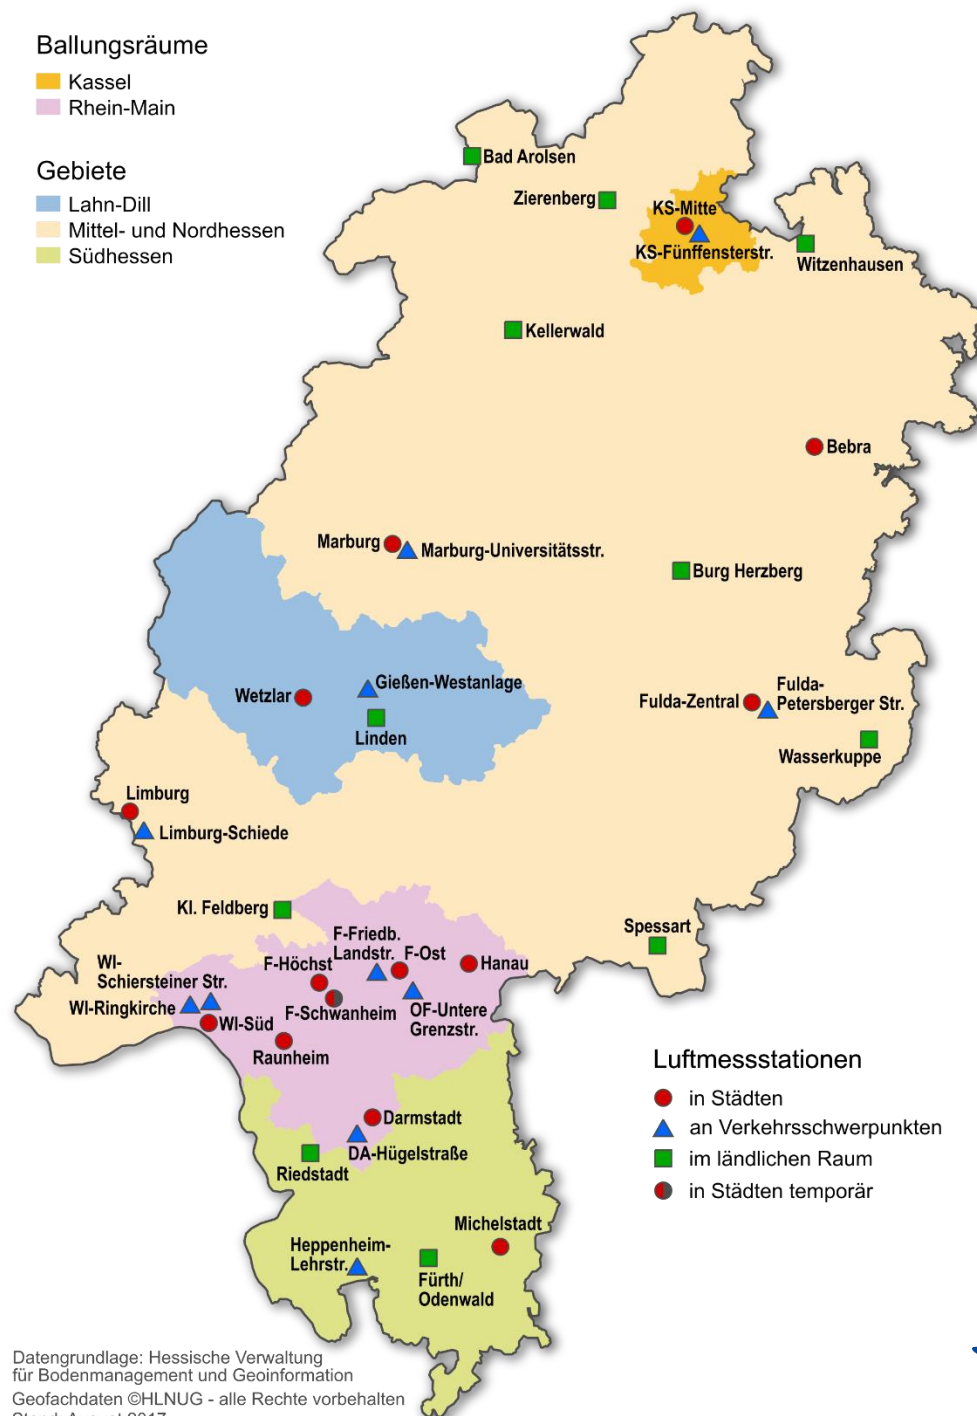 Ballungsräume
Kassel
Rhein-Main
Gebiete
Lahn-Dill
Mittel- und Nordhessen
Südhessen
Bad Arolsen
Zierenberg
KS-Mitte
KS-Fünffensterstr.
Witzenhausen
Kellerwald
Bebra
Marburg
Marburg-Universitätsstr.
Burg Herzberg
Gießen-Westanlage
Wetzlar
Linden
Fulda-Zentral
Fulda-
Petersberger Str.
Wasserkuppe
Limburg
Limburg-Schiede
Kl. Feldberg
Spessart
F-Friedb.
Landstr.
F-Ost
Hanau
F-Höchst
WI-
Schiersteiner Str.
WI-Ringkirche
F-Schwanheim
OF-Untere
Grenzstr.
WI-Süd
Raunheim
Darmstadt
DA-Hügelstraße
Riedstadt
Michelstadt
Heppenheim-
Lehrstr.
Fürth/
Odenwald
Luftmessstationen
in Städten
an Verkehrsschwerpunkten
im ländlichen Raum
in Städten temporär
Datengrundlage: Hessische Verwaltung
für Bodenmanagement und Geoinformation
Geofachdaten ©HLNUG - alle Rechte vorbehalten
Stand: August 2017